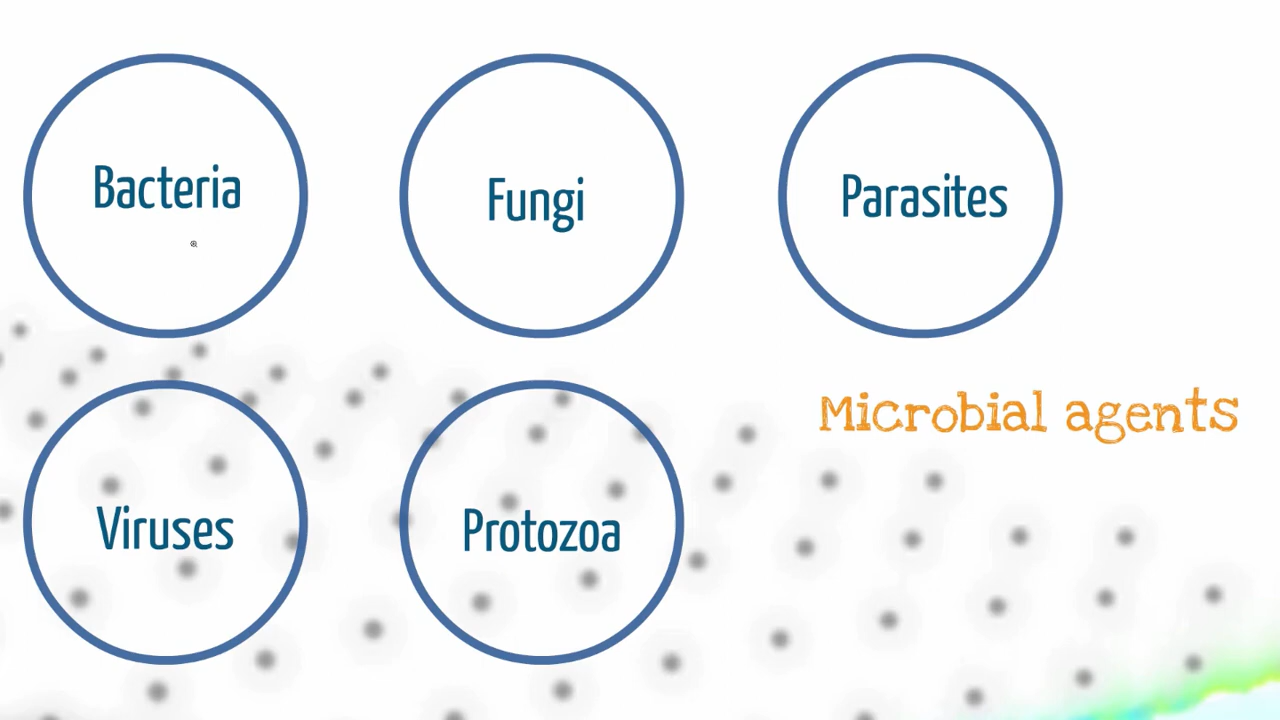 Bacteria
Fungi
Parasites
Viruses
Protozoa
Microbial agents